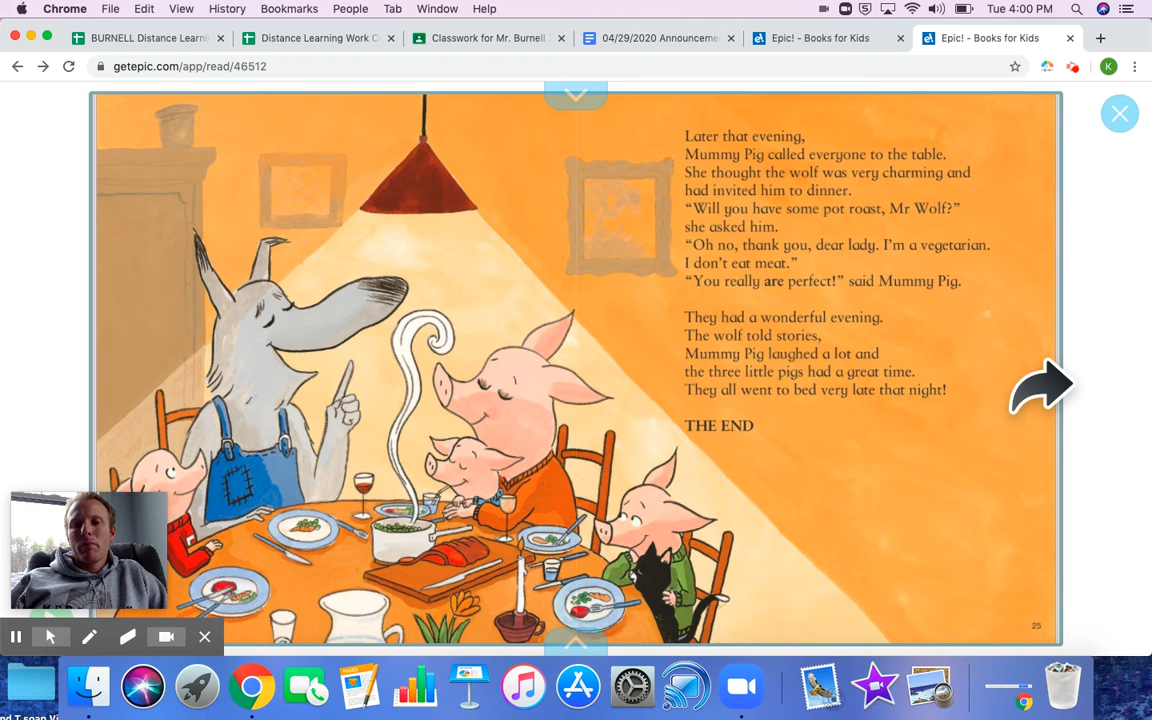 Chrome File Edit View History Bookmarks People Tab Window Help Tue 4:00 PM
BURNELL Distance Learni
Distance Learning Work C
Classwork for Mr. Burnell
04/29/2020 Announceme
Epic! - Books for Kids
Epic! - Books for Kids
getepic.com/app/read/46512
K
Later that evening,
Mummy Pig called everyone to the table.
She thought the wolf was very charming and
had invited him to dinner.
“Will you have some pot roast, Mr Wolf?”
she asked him.
“Oh no, thank you, dear lady. I’m a vegetarian.
I don’t eat meat.”
“You really are perfect!” said Mummy Pig.
They had a wonderful evening.
The wolf told stories,
Mummy Pig laughed a lot and
the three little pigs had a great time.
They all went to bed very late that night!
THE END
25